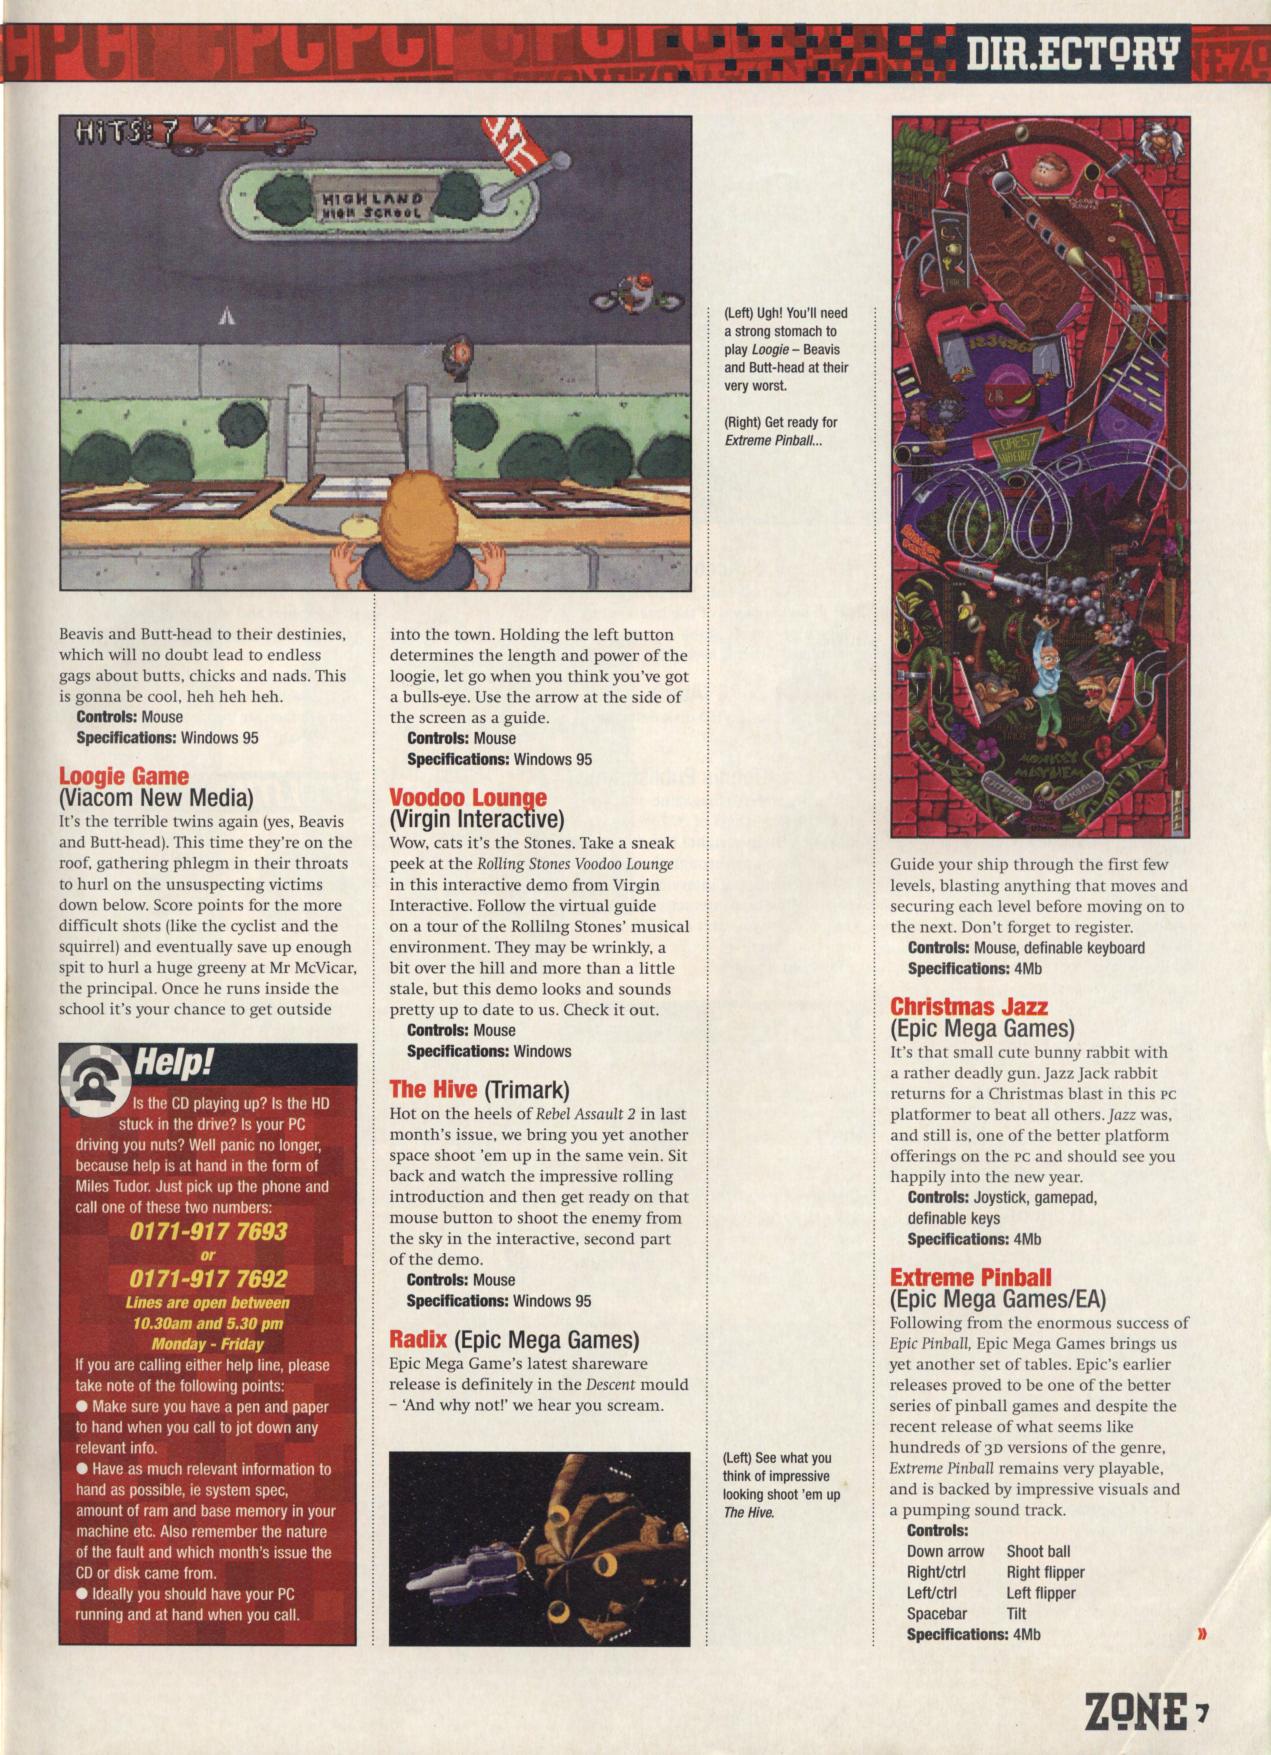 DIR.ECTORY
HITS: 7
HIGHLAND
HIGH SCHOOL
(Left) Ugh! You'll need
a strong stomach to
play Loogie – Beavis
and Butt-head at their
very worst.
(Right) Get ready for
Extreme Pinball...
FOREST
HIDEOUT
MONKEY
MAYHEM
EXTREME
PINBALL
Beavis and Butt-head to their destinies,
which will no doubt lead to endless
gags about butts, chicks and nads. This
is gonna be cool, heh heh heh.
Controls: Mouse
Specifications: Windows 95
Loogie Game
(Viacom New Media)
It's the terrible twins again (yes, Beavis
and Butt-head). This time they're on the
roof, gathering phlegm in their throats
to hurl on the unsuspecting victims
down below. Score points for the more
difficult shots (like the cyclist and the
squirrel) and eventually save up enough
spit to hurl a huge greeny at Mr McVicar,
the principal. Once he runs inside the
school it's your chance to get outside
Help!
Is the CD playing up? Is the HD
stuck in the drive? Is your PC
driving you nuts? Well panic no longer,
because help is at hand in the form of
Miles Tudor. Just pick up the phone and
call one of these two numbers:
0171-917 7693
or
0171-917 7692
Lines are open between
10.30am and 5.30 pm
Monday - Friday
If you are calling either help line, please
take note of the following points:
● Make sure you have a pen and paper
to hand when you call to jot down any
relevant info.
● Have as much relevant information to
hand as possible, ie system spec,
amount of ram and base memory in your
machine etc. Also remember the nature
of the fault and which month's issue the
CD or disk came from.
● Ideally you should have your PC
running and at hand when you call.
into the town. Holding the left button
determines the length and power of the
loogie, let go when you think you've got
a bulls-eye. Use the arrow at the side of
the screen as a guide.
Controls: Mouse
Specifications: Windows 95
Voodoo Lounge
(Virgin Interactive)
Wow, cats it's the Stones. Take a sneak
peek at the Rolling Stones Voodoo Lounge
in this interactive demo from Virgin
Interactive. Follow the virtual guide
on a tour of the Rollilng Stones' musical
environment. They may be wrinkly, a
bit over the hill and more than a little
stale, but this demo looks and sounds
pretty up to date to us. Check it out.
Controls: Mouse
Specifications: Windows
The Hive (Trimark)
Hot on the heels of Rebel Assault 2 in last
month's issue, we bring you yet another
space shoot 'em up in the same vein. Sit
back and watch the impressive rolling
introduction and then get ready on that
mouse button to shoot the enemy from
the sky in the interactive, second part
of the demo.
Controls: Mouse
Specifications: Windows 95
Radix (Epic Mega Games)
Epic Mega Game's latest shareware
release is definitely in the Descent mould
– 'And why not!' we hear you scream.
(Left) See what you
think of impressive
looking shoot 'em up
The Hive.
Guide your ship through the first few
levels, blasting anything that moves and
securing each level before moving on to
the next. Don't forget to register.
Controls: Mouse, definable keyboard
Specifications: 4Mb
Christmas Jazz
(Epic Mega Games)
It's that small cute bunny rabbit with
a rather deadly gun. Jazz Jack rabbit
returns for a Christmas blast in this PC
platformer to beat all others. Jazz was,
and still is, one of the better platform
offerings on the PC and should see you
happily into the new year.
Controls: Joystick, gamepad,
definable keys
Specifications: 4Mb
Extreme Pinball
(Epic Mega Games/EA)
Following from the enormous success of
Epic Pinball, Epic Mega Games brings us
yet another set of tables. Epic's earlier
releases proved to be one of the better
series of pinball games and despite the
recent release of what seems like
hundreds of 3D versions of the genre,
Extreme Pinball remains very playable,
and is backed by impressive visuals and
a pumping sound track.
Controls:
Down arrow Shoot ball
Right/ctrl Right flipper
Left/ctrl Left flipper
Spacebar Tilt
Specifications: 4Mb
»
ZONE 7